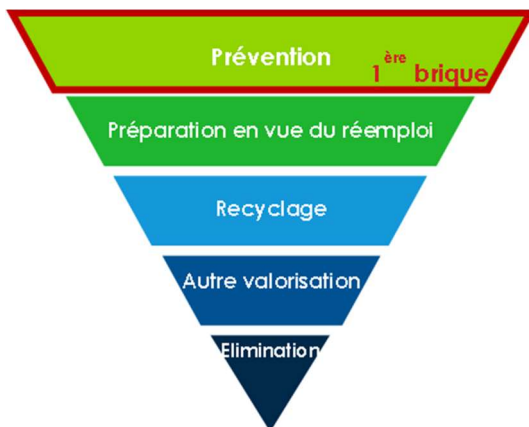 Prévention
1ère brique
Préparation en vue du réemploi
Recyclage
Autre valorisation
Elimination